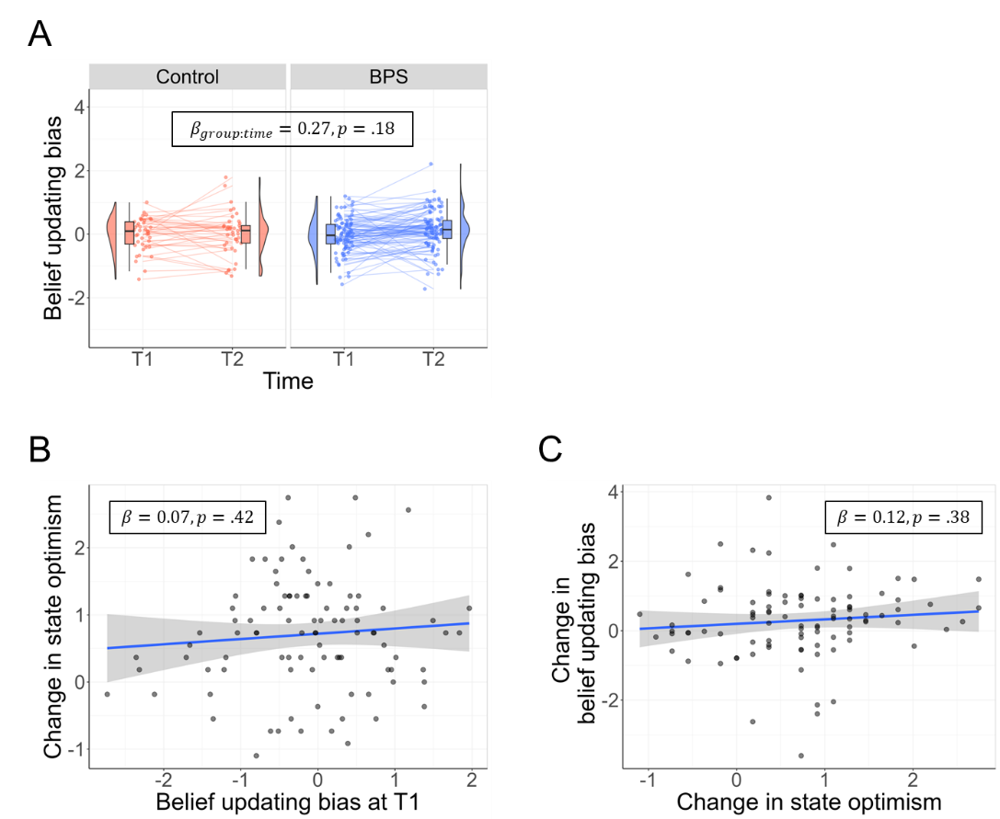 A
Control BPS
β_group:time = 0.27, p = .18
Belief updating bias
4
2
0
-2
T1 T2 T1 T2
Time
B
β = 0.07, p = .42
Change in state optimism
2
1
0
-1
-2 -1 0 1 2
Belief updating bias at T1
C
β = 0.12, p = .38
Change in
belief updating bias
4
2
0
-2
-1 0 1 2
Change in state optimism